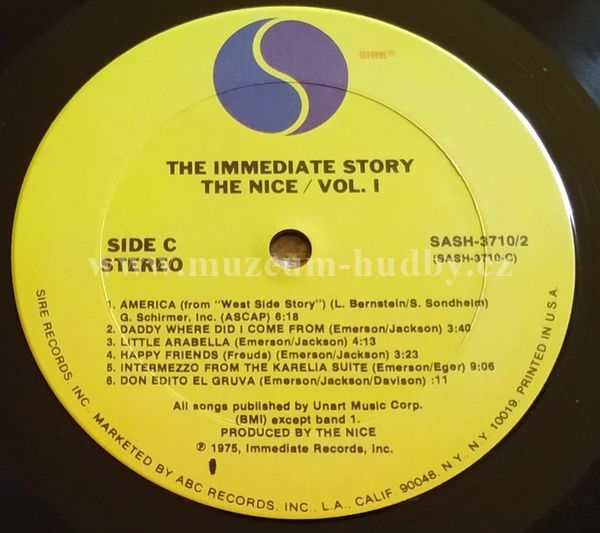 SIRE®
THE IMMEDIATE STORY
THE NICE / VOL. I
SIDE C
STEREO
SASH-3710/2
(SASH-3710-C)
www.muzeum-hudby.cz
1. AMERICA (from "West Side Story") (L. Bernstein/S. Sondheim)
G. Schirmer, Inc. (ASCAP) 6:18
2. DADDY WHERE DID I COME FROM (Emerson/Jackson) 3:40
3. LITTLE ARABELLA (Emerson/Jackson) 4:13
4. HAPPY FRIENDS (Freuds) (Emerson/Jackson) 3:23
5. INTERMEZZO FROM THE KARELIA SUITE (Emerson/Eger) 9:06
6. DON EDITO EL GRUVA (Emerson/Jackson/Davison) :11
All songs published by Unart Music Corp.
(BMI) except band 1.
PRODUCED BY THE NICE
℗ 1975, Immediate Records, Inc.
SIRE RECORDS, INC. MARKETED BY ABC RECORDS, INC., L.A., CALIF. 90048, N.Y., N.Y. 10019. PRINTED IN U.S.A.